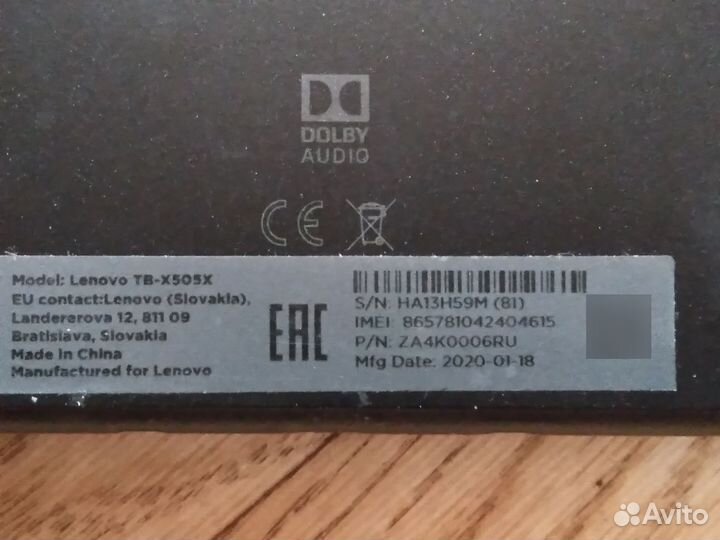 DOLBY
AUDIO
CE
Model: Lenovo TB-X505X
EU contact:Lenovo (Slovakia),
Landererova 12, 811 09
Bratislava, Slovakia
Made in China
Manufactured for Lenovo
EAC
S/N: HA13H59M (81)
IMEI: 865781042404615
P/N: ZA4K0006RU
Mfg Date: 2020-01-18
Avito